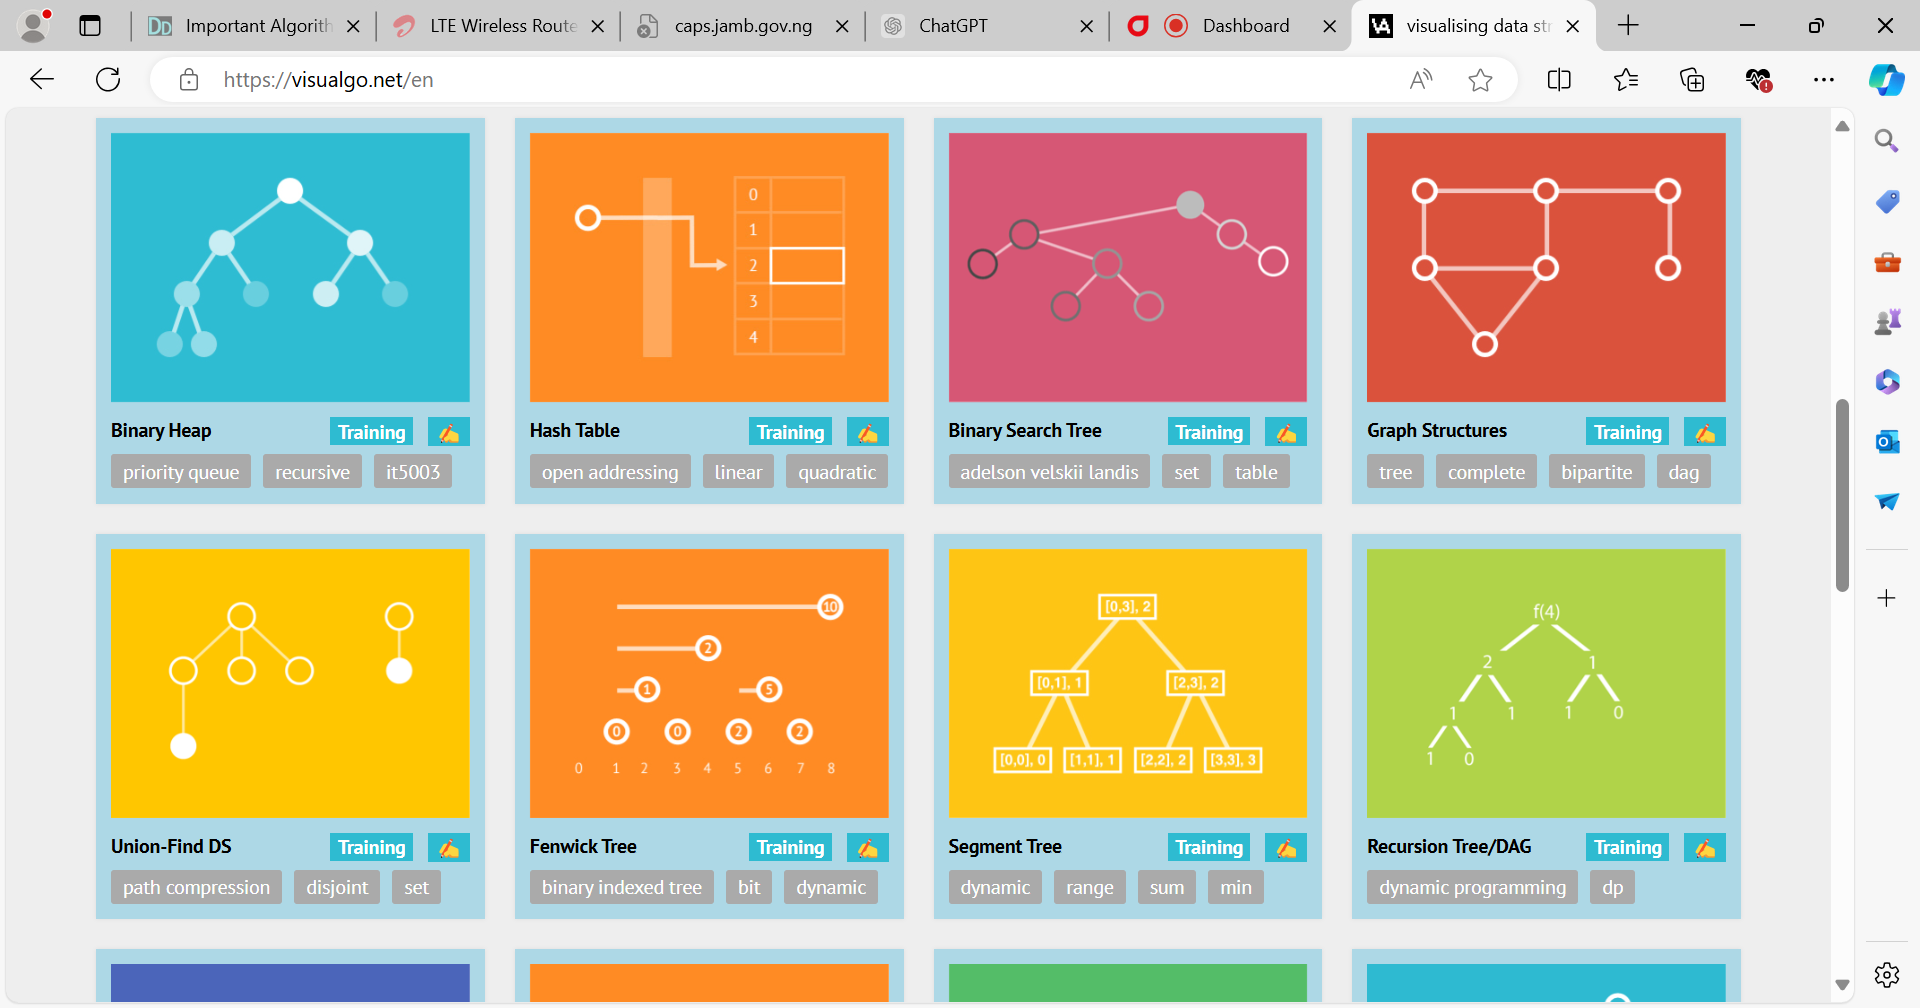 Important Algorith
LTE Wireless Route
caps.jamb.gov.ng
ChatGPT
Dashboard
visualising data str
https://visualgo.net/en
0
1
2
3
4
Binary Heap Training
priority queue recursive it5003
Hash Table Training
open addressing linear quadratic
Binary Search Tree Training
adelson velskii landis set table
Graph Structures Training
tree complete bipartite dag
10
2
1 5
0 0 2 2
0 1 2 3 4 5 6 7 8
[0,3], 2
[0,1], 1 [2,3], 2
[0,0], 0 [1,1], 1 [2,2], 2 [3,3], 3
f(4)
2 1
1 1 1 0
1 0
Union-Find DS Training
path compression disjoint set
Fenwick Tree Training
binary indexed tree bit dynamic
Segment Tree Training
dynamic range sum min
Recursion Tree/DAG Training
dynamic programming dp